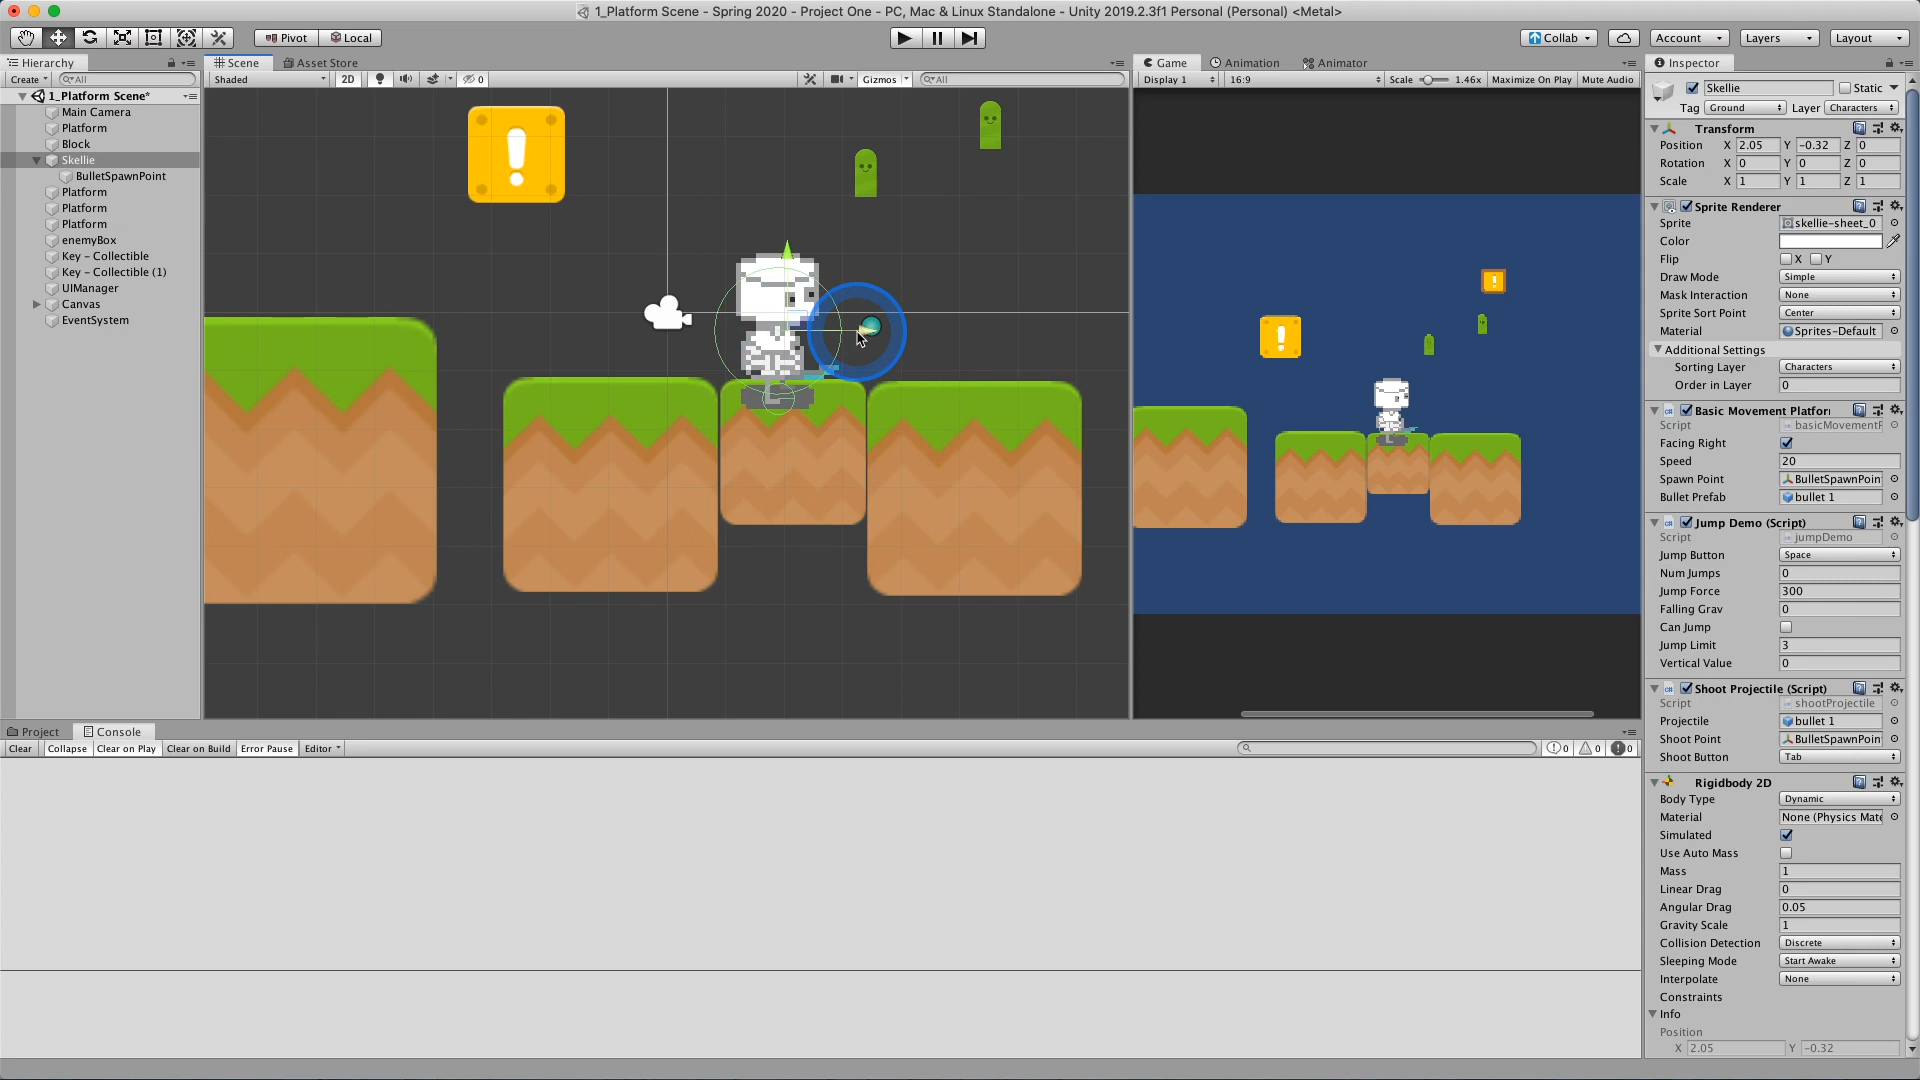 1_Platform Scene - Spring 2020 - Project One - PC, Mac & Linux Standalone - Unity 2019.2.3f1 Personal (Personal) <Metal>
Pivot Local Collab Account Layers Layout
Hierarchy
Create All
1_Platform Scene*
Main Camera
Platform
Block
Skellie
BulletSpawnPoint
Platform
Platform
Platform
enemyBox
Key - Collectible
Key - Collectible (1)
UIManager
Canvas
EventSystem
Scene Asset Store
Shaded 2D 0 Gizmos All
Game Animation Animator
Display 1 16:9 Scale 1.46x Maximize On Play Mute Audio
Inspector
Skellie Static
Tag Ground Layer Characters
Transform
Position X 2.05 Y -0.32 Z 0
Rotation X 0 Y 0 Z 0
Scale X 1 Y 1 Z 1
Sprite Renderer
Sprite skellie-sheet_0
Color
Flip X Y
Draw Mode Simple
Mask Interaction None
Sprite Sort Point Center
Material Sprites-Default
Additional Settings
Sorting Layer Characters
Order in Layer 0
Basic Movement Platfor
Script basicMovementP
Facing Right
Speed 20
Spawn Point BulletSpawnPoin
Bullet Prefab bullet 1
Jump Demo (Script)
Script jumpDemo
Jump Button Space
Num Jumps 0
Jump Force 300
Falling Grav 0
Can Jump
Jump Limit 3
Vertical Value 0
Shoot Projectile (Script)
Script shootProjectile
Projectile bullet 1
Shoot Point BulletSpawnPoin
Shoot Button Tab
Rigidbody 2D
Body Type Dynamic
Material None (Physics Mate
Simulated
Use Auto Mass
Mass 1
Linear Drag 0
Angular Drag 0.05
Gravity Scale 1
Collision Detection Discrete
Sleeping Mode Start Awake
Interpolate None
Constraints
Info
Position
X 2.05 Y -0.32
Project Console
Clear Collapse Clear on Play Clear on Build Error Pause Editor 0 0 0